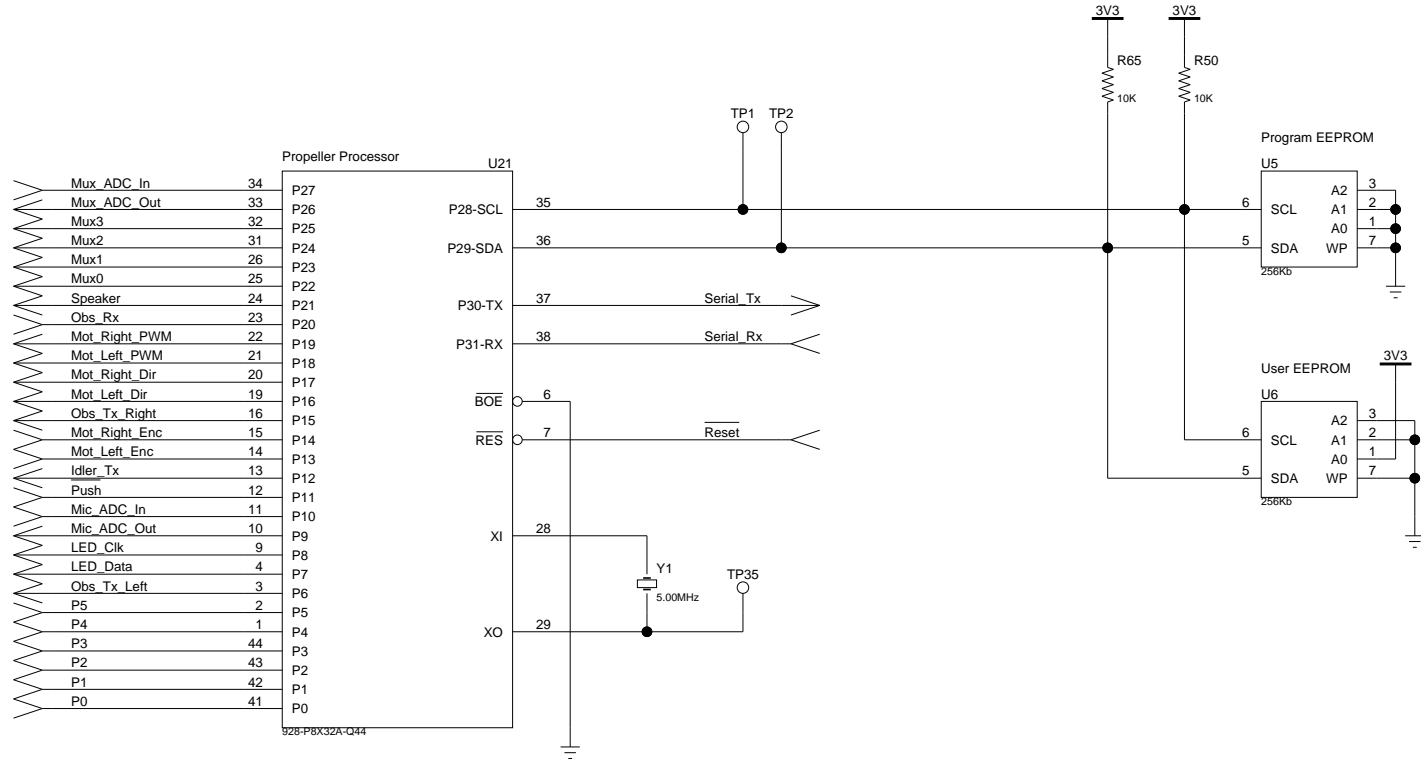 3V3 3V3
R65 R50
10K 10K
TP1 TP2
Program EEPROM
Propeller Processor
U21 U5
Mux_ADC_In 34 P27
Mux_ADC_Out 33 P26
Mux3 32 P25
Mux2 31 P24
Mux1 26 P23
Mux0 25 P22
Speaker 24 P21
Obs_Rx 23 P20
Mot_Right_PWM 22 P19
Mot_Left_PWM 21 P18
Mot_Right_Dir 20 P17
Mot_Left_Dir 19 P16
Obs_Tx_Right 16 P15
Mot_Right_Enc 15 P14
Mot_Left_Enc 14 P13
Idler_Tx 13 P12
Push 12 P11
Mic_ADC_In 11 P10
Mic_ADC_Out 10 P9
LED_Clk 9 P8
LED_Data 4 P7
Obs_Tx_Left 3 P6
P5 2 P5
P4 1 P4
P3 44 P3
P2 43 P2
P1 42 P1
P0 41 P0
928-P8X32A-Q44
P28-SCL 35
P29-SDA 36
P30-TX 37 Serial_Tx
P31-RX 38 Serial_Rx
BOE 6
RES 7 Reset
XI 28
XO 29
Y1
5.00MHz
TP35
6 SCL
5 SDA
A2 3
A1 2
A0 1
WP 7
256Kb
3V3
User EEPROM
U6
6 SCL
5 SDA
A2 3
A1 2
A0 1
WP 7
256Kb